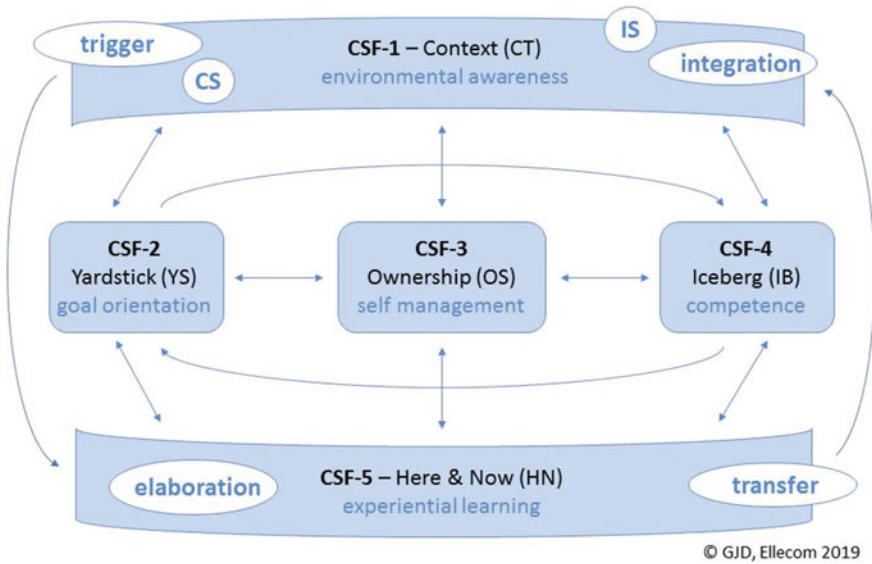 trigger
CS
CSF-1 – Context (CT)
environmental awareness
IS
integration
CSF-2
Yardstick (YS)
goal orientation
CSF-3
Ownership (OS)
self management
CSF-4
Iceberg (IB)
competence
elaboration
CSF-5 – Here & Now (HN)
experiential learning
transfer
© GJD, Ellecom 2019